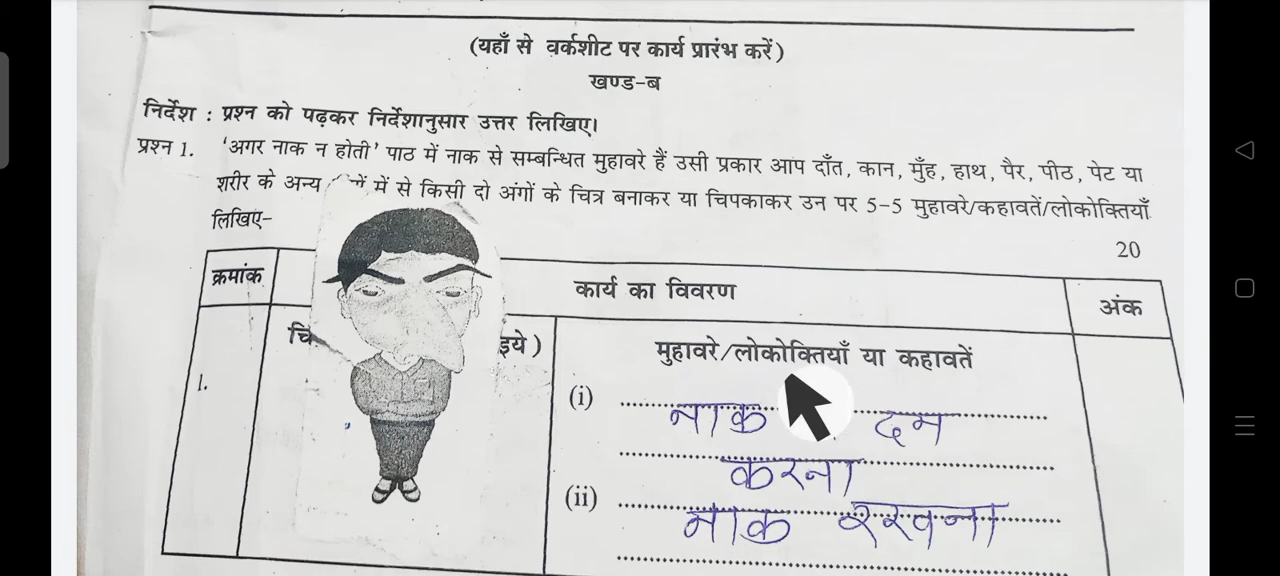 (यहाँ से वर्कशीट पर कार्य प्रारंभ करें)
खण्ड-ब
निर्देश : प्रश्न को पढ़कर निर्देशानुसार उत्तर लिखिए।
प्रश्न 1. 'अगर नाक न होती' पाठ में नाक से सम्बन्धित मुहावरे हैं उसी प्रकार आप दाँत, कान, मुँह, हाथ, पैर, पीठ, पेट या
शरीर के अन्य में से किसी दो अंगों के चित्र बनाकर या चिपकाकर उन पर 5-5 मुहावरे/कहावतें/लोकोक्तियाँ
लिखिए-
20
क्रमांक
कार्य का विवरण
अंक
1.
मुहावरे/लोकोक्तियाँ या कहावतें
(i)
नाक दम
करना
(ii)
नाक रखना